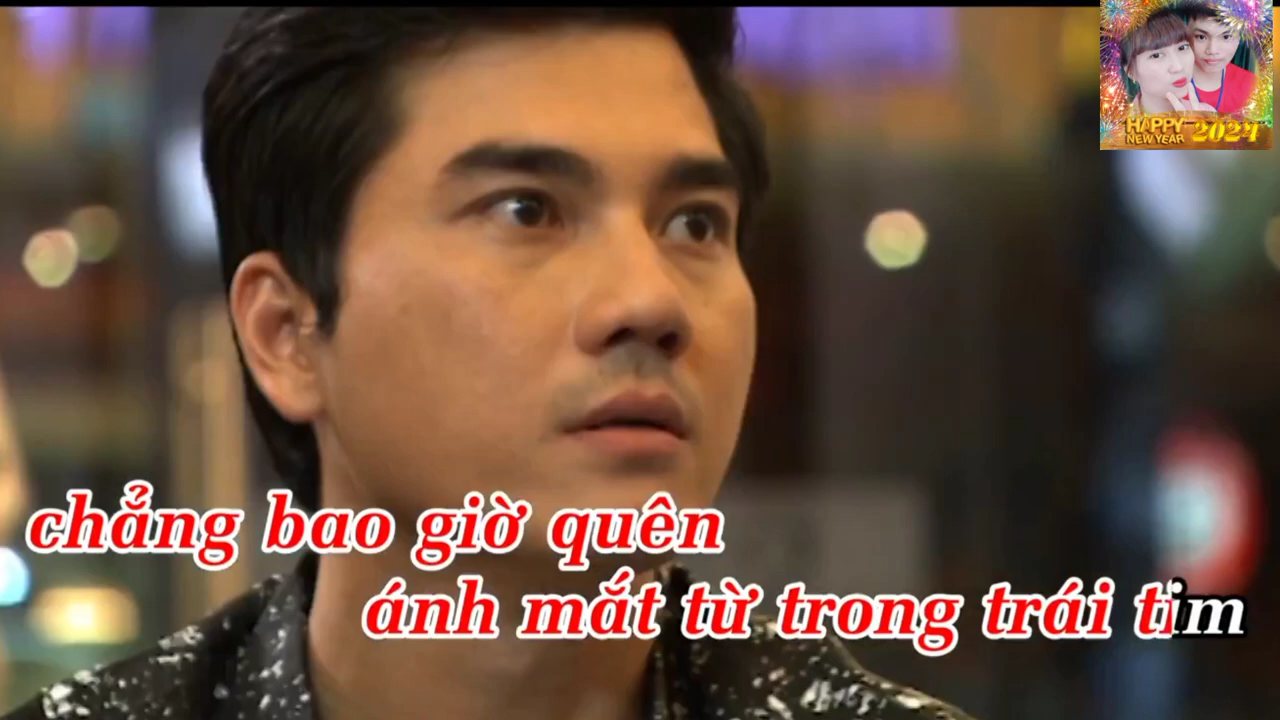 HAPPY
NEW YEAR 2024
chẳng bao giờ quên
ánh mắt từ trong trái tim